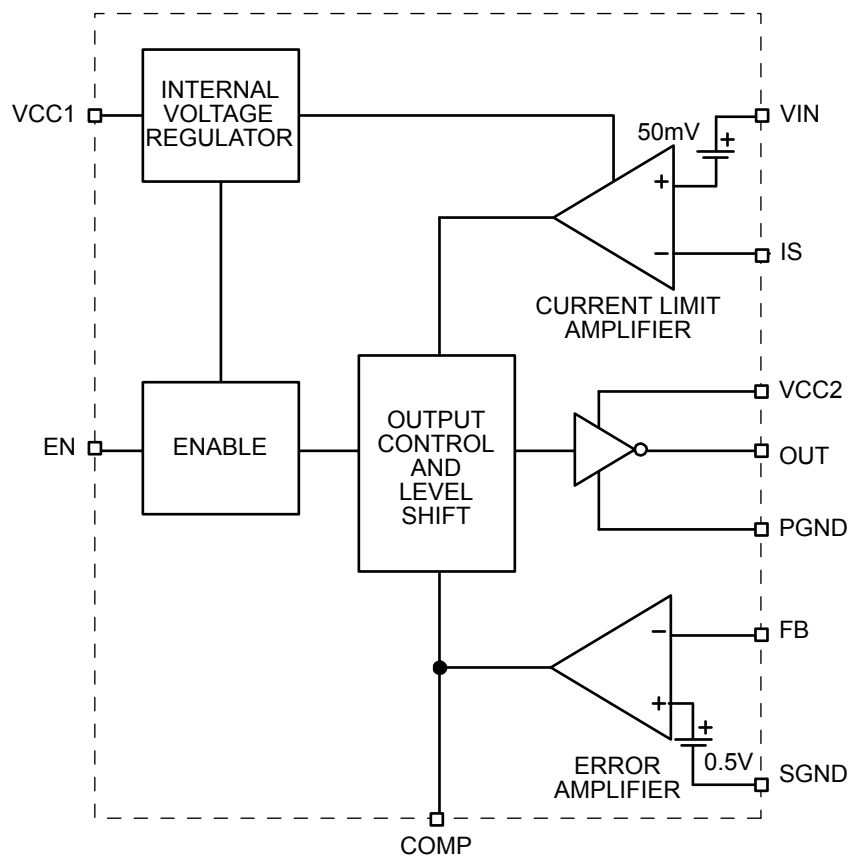 INTERNAL
VOLTAGE
REGULATOR
VCC1
50mV
+
VIN
+
−
IS
CURRENT LIMIT
AMPLIFIER
VCC2
EN
ENABLE
OUTPUT
CONTROL
AND
LEVEL
SHIFT
OUT
PGND
−
FB
+
+
0.5V
ERROR
AMPLIFIER
SGND
COMP